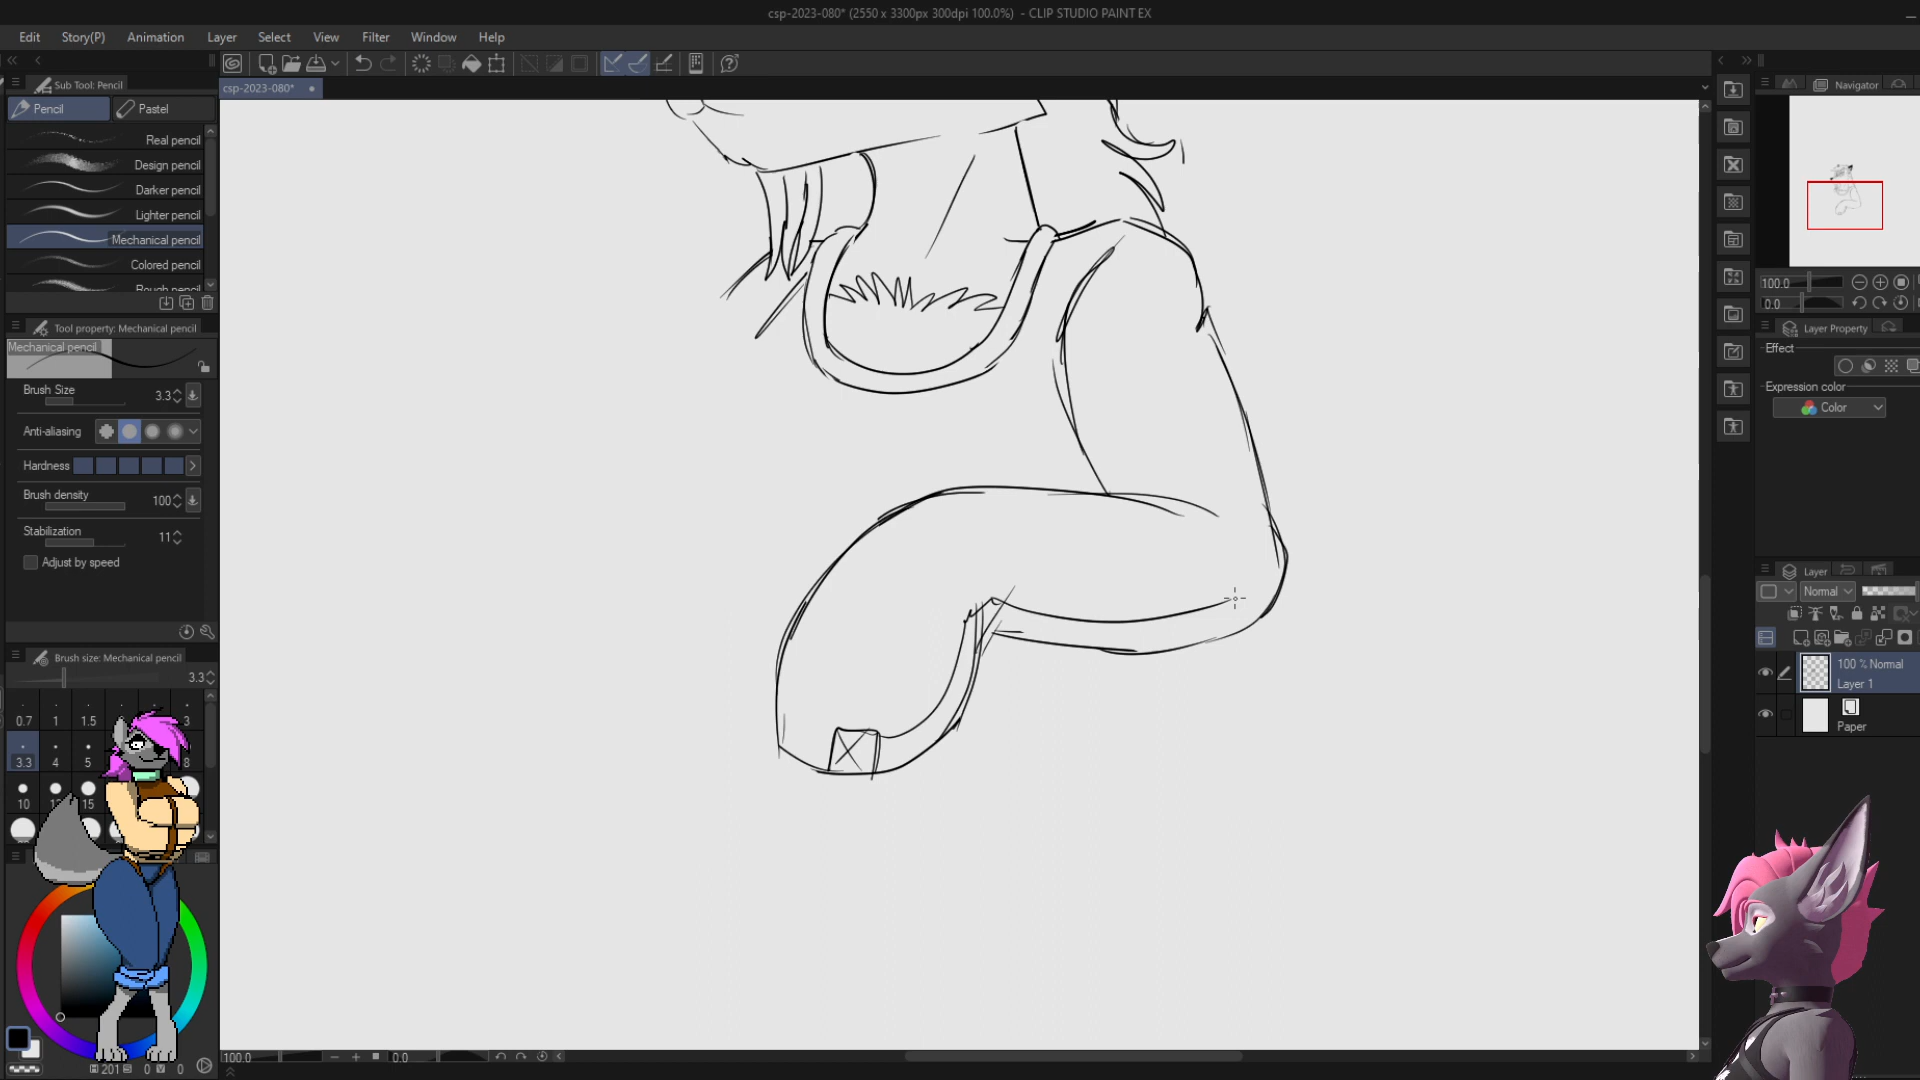 csp-2023-080* (2550 x 3300px 300dpi 100.0%) - CLIP STUDIO PAINT EX
Edit Story(P) Animation Layer Select View Filter Window Help
csp-2023-080*
Sub Tool: Pencil
Pencil Pastel
Real pencil
Design pencil
Darker pencil
Lighter pencil
Mechanical pencil
Colored pencil
Rough pencil
Tool property: Mechanical pencil
Mechanical pencil
Brush Size 3.3
Anti-aliasing
Hardness
Brush density 100
Stabilization 11
Adjust by speed
Brush size: Mechanical pencil
3.3
0.7 1 1.5 3
3.3 4 5 8
10 15
201 0 0
100.0 0.0
Navigator
100.0
0.0
Layer Property
Effect
Expression color
Color
Layer
Normal
100 % Normal
Layer 1
Paper